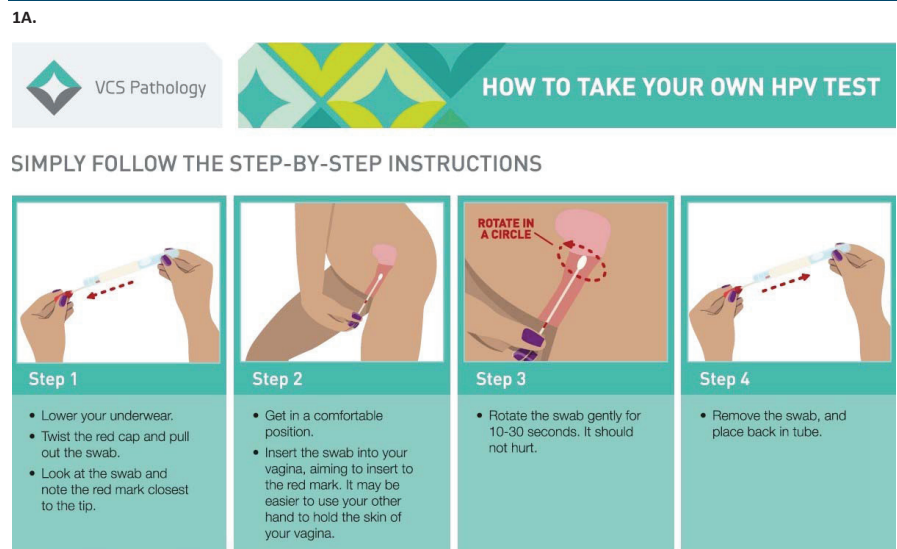 1A.
VCS Pathology
HOW TO TAKE YOUR OWN HPV TEST
SIMPLY FOLLOW THE STEP-BY-STEP INSTRUCTIONS
Step 1
• Lower your underwear.
• Twist the red cap and pull
out the swab.
• Look at the swab and
note the red mark closest
to the tip.
Step 2
• Get in a comfortable
position.
• Insert the swab into your
vagina, aiming to insert to
the red mark. It may be
easier to use your other
hand to hold the skin of
your vagina.
ROTATE IN
A CIRCLE
Step 3
• Rotate the swab gently for
10-30 seconds. It should
not hurt.
Step 4
• Remove the swab, and
place back in tube.